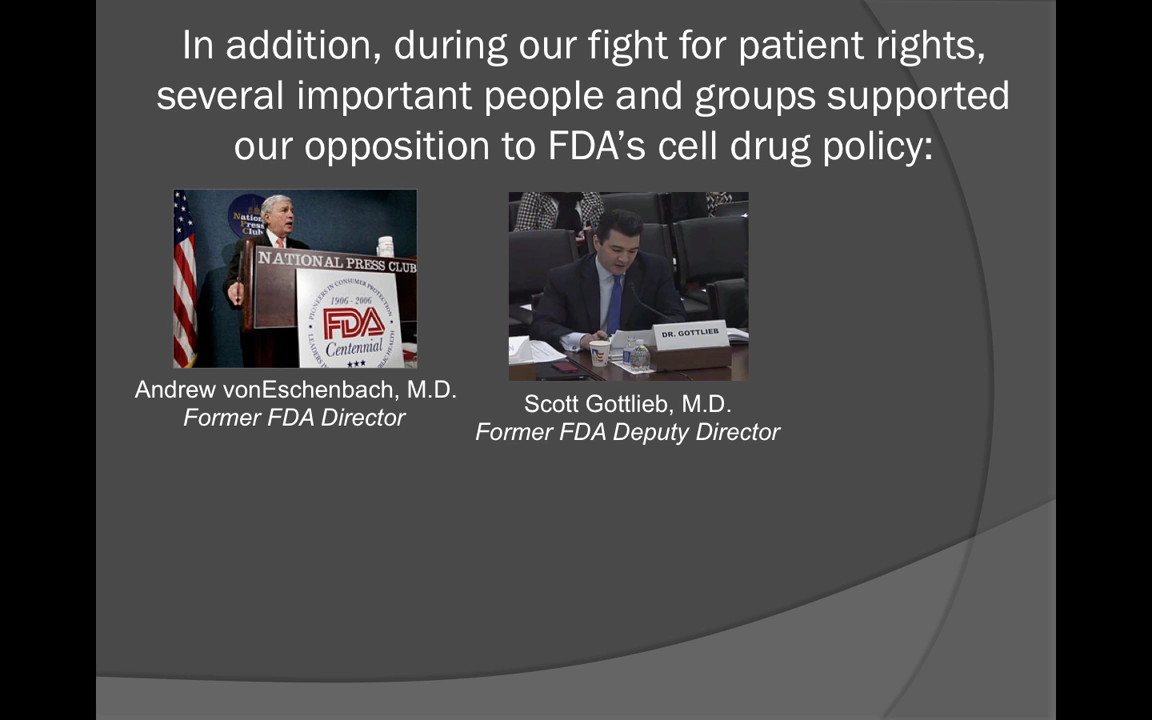 In addition, during our fight for patient rights,
several important people and groups supported
our opposition to FDA's cell drug policy:
National
Press
Club
NATIONAL PRESS CLUB
PIONEERS IN CONSUMER PROTECTION
1906 - 2006
FDA
Centennial
DR. GOTTLIEB
Andrew vonEschenbach, M.D.
Former FDA Director
Scott Gottlieb, M.D.
Former FDA Deputy Director